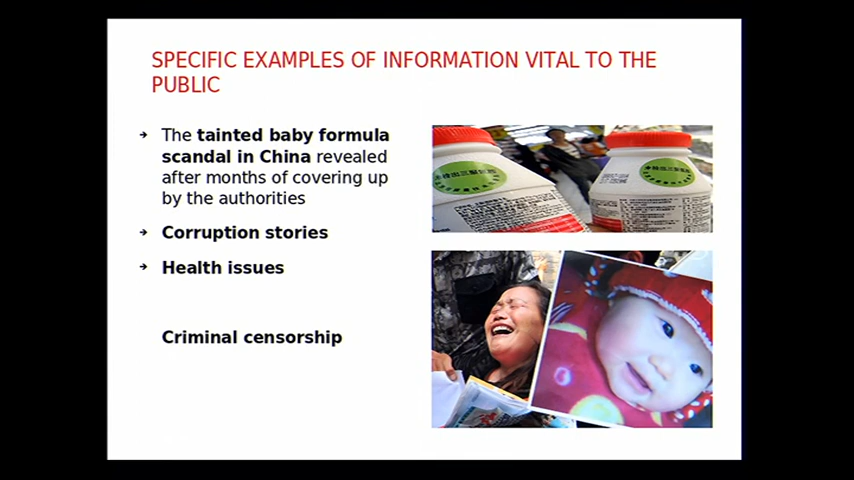 SPECIFIC EXAMPLES OF INFORMATION VITAL TO THE
PUBLIC
The tainted baby formula
scandal in China revealed
after months of covering up
by the authorities
Corruption stories
Health issues
Criminal censorship